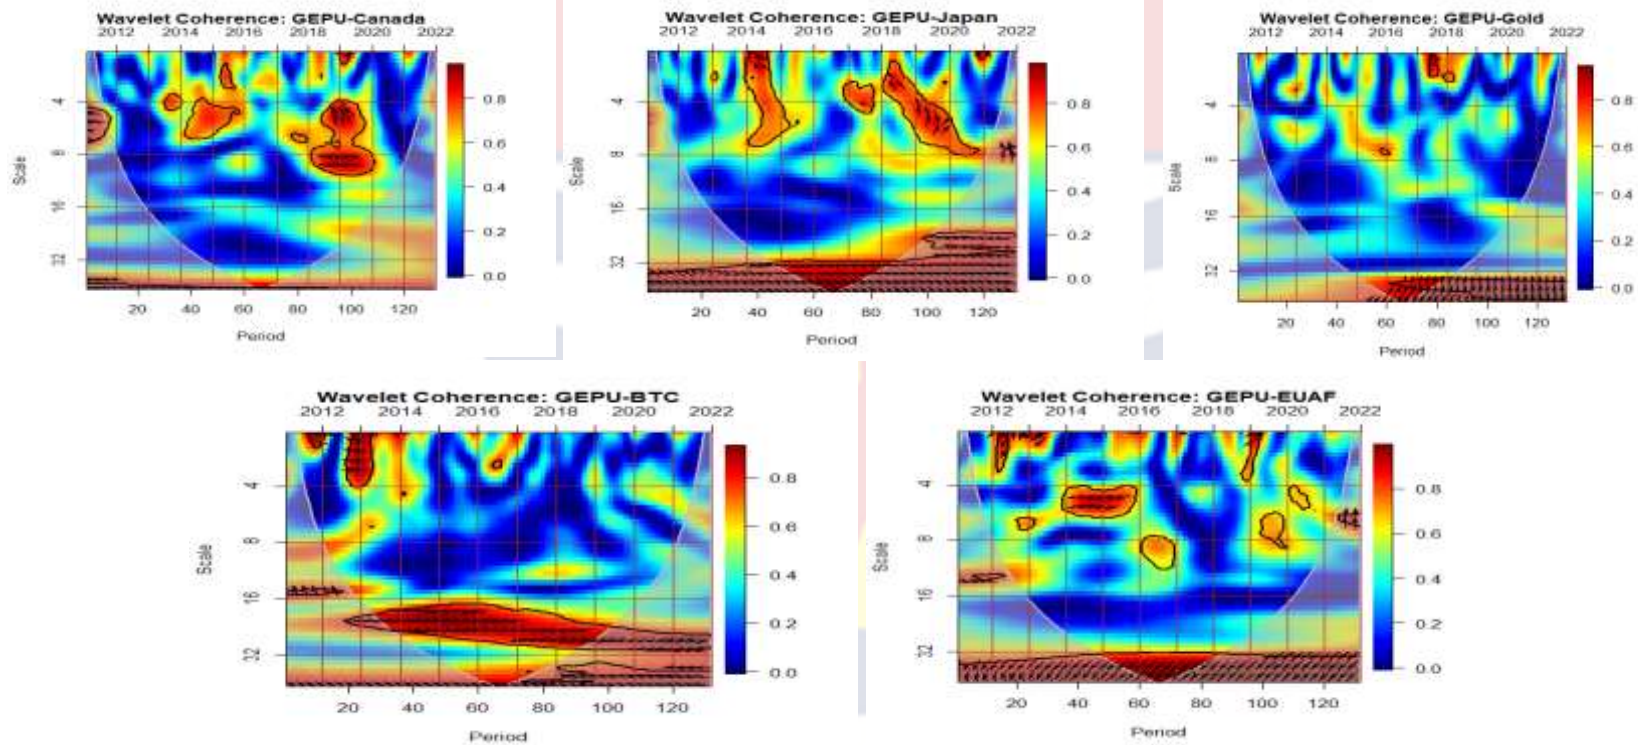 Wavelet Coherence: GEPU-Canada
2012 2014 2016 2018 2020 2022
Scale
4
8
16
32
0.8
0.6
0.4
0.2
0.0
20 40 60 80 100 120
Period
Wavelet Coherence: GEPU-Japan
2012 2014 2016 2018 2020 2022
Scale
4
8
16
32
0.8
0.6
0.4
0.2
0.0
20 40 60 80 100 120
Period
Wavelet Coherence: GEPU-Gold
2012 2014 2016 2018 2020 2022
Scale
4
8
16
32
0.8
0.6
0.4
0.2
0.0
20 40 60 80 100 120
Period
Wavelet Coherence: GEPU-BTC
2012 2014 2016 2018 2020 2022
Scale
4
8
16
32
0.8
0.6
0.4
0.2
0.0
20 40 60 80 100 120
Period
Wavelet Coherence: GEPU-EUAF
2012 2014 2016 2018 2020 2022
Scale
4
8
16
32
0.8
0.6
0.4
0.2
0.0
20 40 60 80 100 120
Period